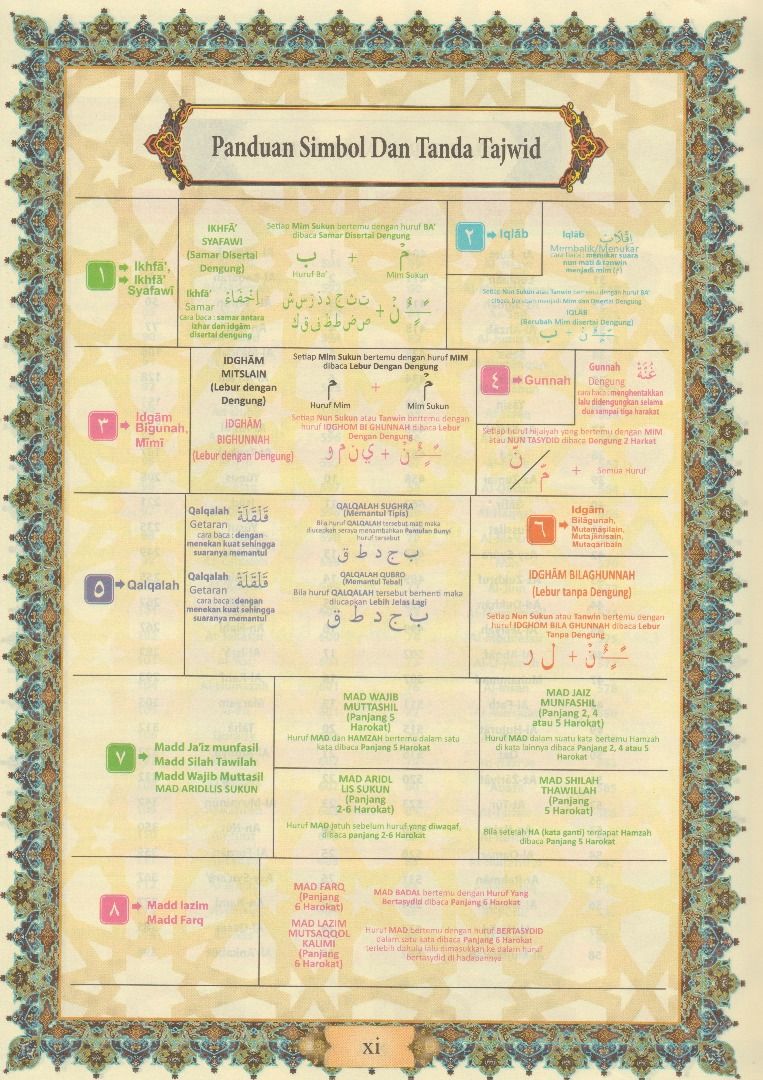 Panduan Simbol Dan Tanda Tajwid
١
Ikhfā',
Ikhfā'
Syafawī
IKHFĀ'
SYAFAWI
(Samar Disertai
Dengung)
Setiap Mim Sukun bertemu dengan huruf BA'
dibaca Samar Disertai Dengung
ب + مْ
Huruf Ba' Mim Sukun
Ikhfā' إِخْفَاءْ
Samar
cara baca : samar antara
izhar dan idgām
disertai dengung
ت ث ج د ذ ز س ش
ص ض ط ظ ف ق ك
+ نْ
٢
Iqlāb
Iqlāb إِقْلَابْ
Membalik/Menukar
cara baca : menukar suara
nun mati & tanwin
menjadi mim (م)
Setiap Nun Sukun atau Tanwin bertemu dengan huruf BA'
dibaca berubah menjadi Mim dan Disertai Dengung
IQLAB
(Berubah Mim disertai Dengung)
ب + نْ
٣
Idgām
Bigunah,
Mīmī
IDGHĀM
MITSLAIN
(Lebur dengan
Dengung)
Setiap Mim Sukun bertemu dengan huruf MIM
dibaca Lebur Dengan Dengung
م + مْ
Huruf Mim Mim Sukun
IDGHĀM
BIGHUNNAH
(Lebur dengan Dengung)
Setiap Nun Sukun atau Tanwin bertemu dengan
huruf IDGHOM BI GHUNNAH dibaca Lebur
Dengan Dengung
ي ن م و + نْ
٤
Gunnah
Gunnah غُنَّةْ
Dengung
cara baca : menghentakkan
lalu didengungkan selama
dua sampai tiga harakat
Setiap huruf hijaiyah yang bertemu dengan MIM
atau NUN TASYDID dibaca Dengung 2 Harkat
نّ / مّ + Semua Huruf
٥
Qalqalah
Qalqalah قَلْقَلَةْ
Getaran
cara baca : dengan
menekan kuat sehingga
suaranya memantul
QALQALAH SUGHRA
(Memantul Tipis)
Bila huruf QALQALAH tersebut mati maka
diucapkan seraya menambahkan Pantulan Bunyi
huruf tersebut
ب ج د ط ق
Qalqalah قَلْقَلَةْ
Getaran
cara baca : dengan
menekan kuat sehingga
suaranya memantul
QALQALAH QUBRO
(Memantul Tebal)
Bila huruf QALQALAH tersebut berhenti maka
diucapkan Lebih Jelas Lagi
ب ج د ط ق
٦
Idgām
Bilāgunah,
Mutamāṡilain,
Mutajānisain,
Mutaqāribain
IDGHĀM BILAGHUNNAH
(Lebur tanpa Dengung)
Setiap Nun Sukun atau Tanwin bertemu dengan
huruf IDGHOM BILA GHUNNAH dibaca Lebur
Tanpa Dengung
ل ر + نْ
٧
Madd Ja'iz munfasil
Madd Silah Tawilah
Madd Wajib Muttasil
MAD ARIDLLIS SUKUN
MAD WAJIB
MUTTASHIL
(Panjang 5
Harokat)
Huruf MAD dan HAMZAH bertemu dalam satu
kata dibaca Panjang 5 Harokat
MAD JAIZ
MUNFASHIL
(Panjang 2, 4
atau 5 Harokat)
Huruf MAD dalam suatu kata bertemu Hamzah
di kata lainnya dibaca Panjang 2, 4 atau 5
Harokat
MAD ARIDL
LIS SUKUN
(Panjang
2-6 Harokat)
Huruf MAD jatuh sebelum huruf yang diwaqaf
dibaca panjang 2-6 Harokat
MAD SHILAH
THAWILLAH
(Panjang
5 Harokat)
Bila setelah HA (kata ganti) terdapat Hamzah
dibaca Panjang 5 Harokat
٨
Madd lazim
Madd Farq
MAD FARQ
(Panjang
6 Harokat)
MAD BADAL bertemu dengan Huruf Yang
Bertasydid dibaca Panjang 6 Harokat
MAD LAZIM
MUTSAQQOL
KALIMI
(Panjang
6 Harokat)
Huruf MAD bertemu dengan huruf BERTASYDID
dalam satu kata dibaca Panjang 6 Harokat
terlebih dahalu lalu dimasukkan ke dalam huruf
bertasydid di hadapannya
xi